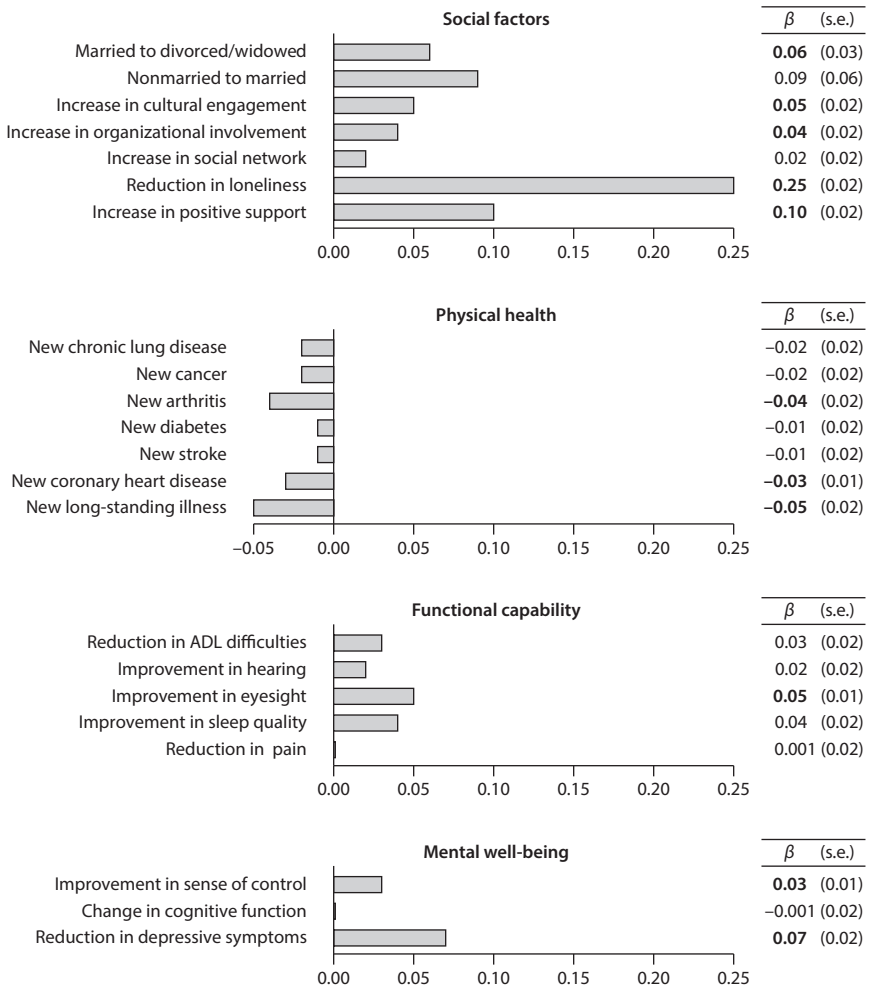 Social factors
β (s.e.)
Married to divorced/widowed 0.06 (0.03)
Nonmarried to married 0.09 (0.06)
Increase in cultural engagement 0.05 (0.02)
Increase in organizational involvement 0.04 (0.02)
Increase in social network 0.02 (0.02)
Reduction in loneliness 0.25 (0.02)
Increase in positive support 0.10 (0.02)
0.00 0.05 0.10 0.15 0.20 0.25
Physical health
β (s.e.)
New chronic lung disease –0.02 (0.02)
New cancer –0.02 (0.02)
New arthritis –0.04 (0.02)
New diabetes –0.01 (0.02)
New stroke –0.01 (0.02)
New coronary heart disease –0.03 (0.01)
New long-standing illness –0.05 (0.02)
–0.05 0.00 0.05 0.10 0.15 0.20 0.25
Functional capability
β (s.e.)
Reduction in ADL difficulties 0.03 (0.02)
Improvement in hearing 0.02 (0.02)
Improvement in eyesight 0.05 (0.01)
Improvement in sleep quality 0.04 (0.02)
Reduction in pain 0.001 (0.02)
0.00 0.05 0.10 0.15 0.20 0.25
Mental well-being
β (s.e.)
Improvement in sense of control 0.03 (0.01)
Change in cognitive function –0.001 (0.02)
Reduction in depressive symptoms 0.07 (0.02)
0.00 0.05 0.10 0.15 0.20 0.25